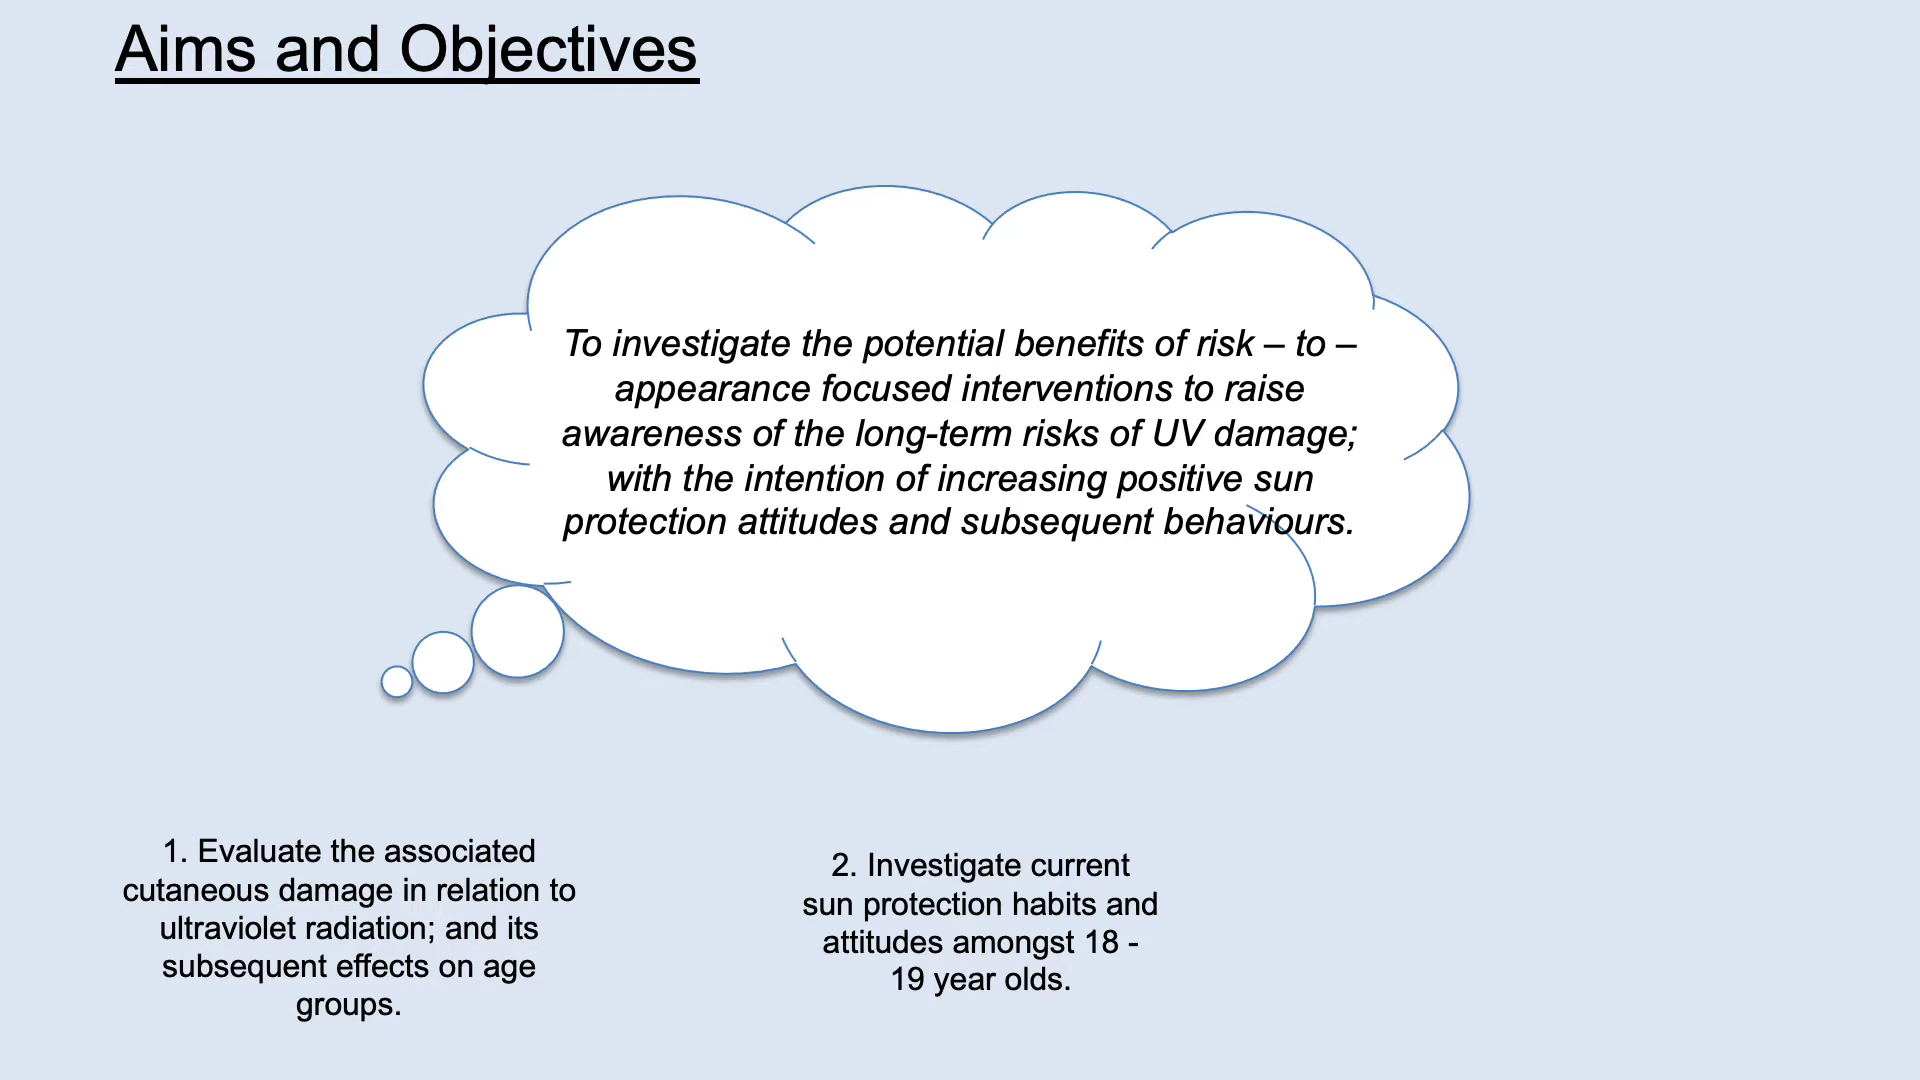 Aims and Objectives
To investigate the potential benefits of risk – to –
appearance focused interventions to raise
awareness of the long-term risks of UV damage;
with the intention of increasing positive sun
protection attitudes and subsequent behaviours.
1. Evaluate the associated
cutaneous damage in relation to
ultraviolet radiation; and its
subsequent effects on age
groups.
2. Investigate current
sun protection habits and
attitudes amongst 18 -
19 year olds.